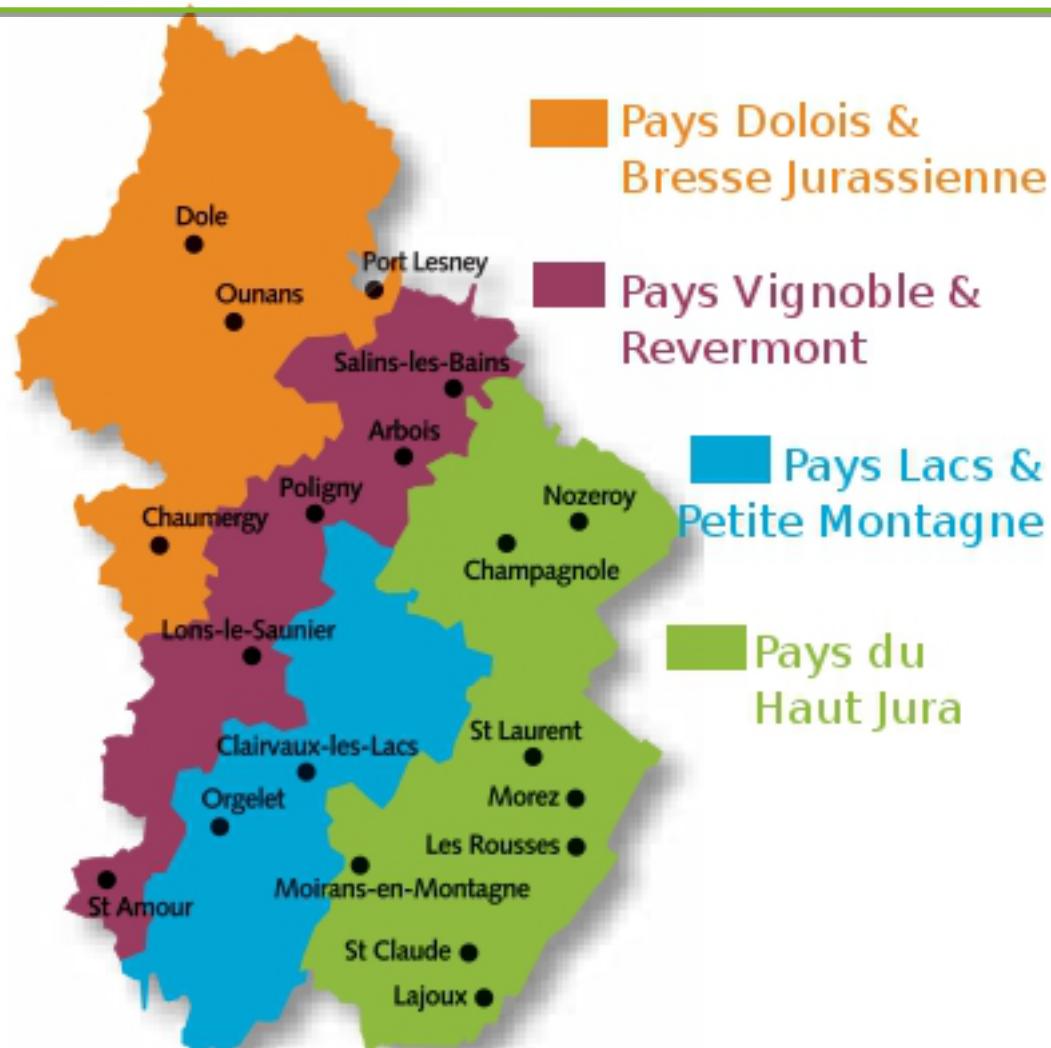 Pays Dolois &
Bresse Jurassienne
Dole
Port Lesney
Ounans
Pays Vignoble &
Revermont
Salins-les-Bains
Arbois
Pays Lacs &
Petite Montagne
Poligny
Nozeroy
Chaumergy
Champagnole
Lons-le-Saunier
Pays du
Haut Jura
St Laurent
Clairvaux-les-Lacs
Orgelet
Morez
Les Rousses
Moirans-en-Montagne
St Amour
St Claude
Lajoux